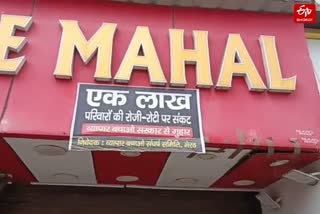 E MAHAL
एक लाख
परिवारों की रोजी-रोटी पर संकट
व्यापार बचाओ सरकार से गुहार
निवेदक : व्यापार बचाओ संघर्ष समिति, मेरठ